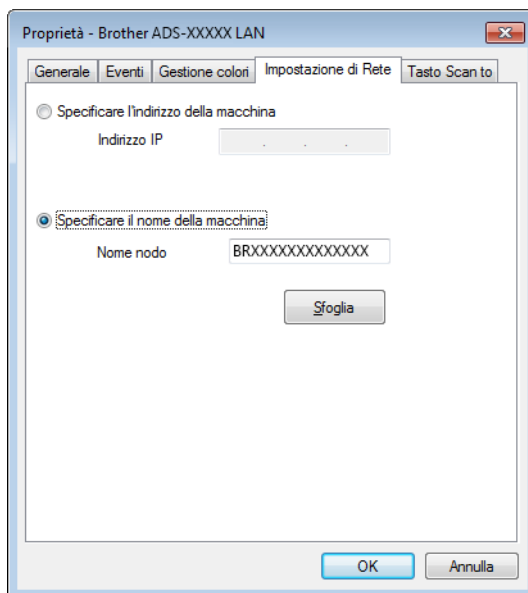 Proprietà - Brother ADS-XXXXX LAN
Generale Eventi Gestione colori Impostazione di Rete Tasto Scan to
Specificare l'indirizzo della macchina
Indirizzo IP . . .
Specificare il nome della macchina
Nome nodo BRXXXXXXXXXXXXX
Sfoglia
OK Annulla